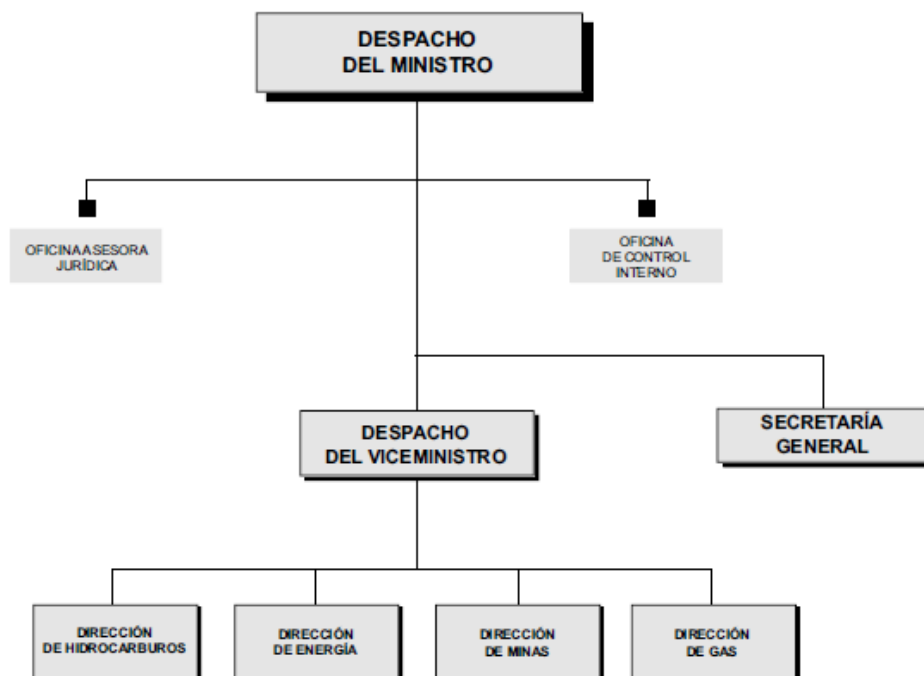 DESPACHO
DEL MINISTRO
OFICINA ASESORA
JURÍDICA
OFICINA
DE CONTROL
INTERNO
DESPACHO
DEL VICEMINISTRO
SECRETARÍA
GENERAL
DIRECCIÓN
DE HIDROCARBUROS
DIRECCIÓN
DE ENERGÍA
DIRECCIÓN
DE MINAS
DIRECCIÓN
DE GAS